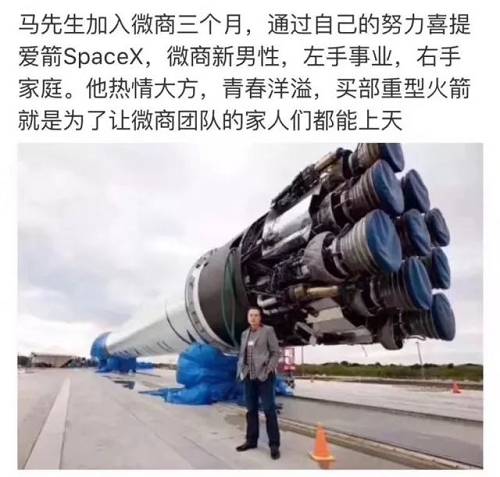 马先生加入微商三个月，通过自己的努力喜提
爱箭SpaceX，微商新男性，左手事业，右手
家庭。他热情大方，青春洋溢，买部重型火箭
就是为了让微商团队的家人们都能上天